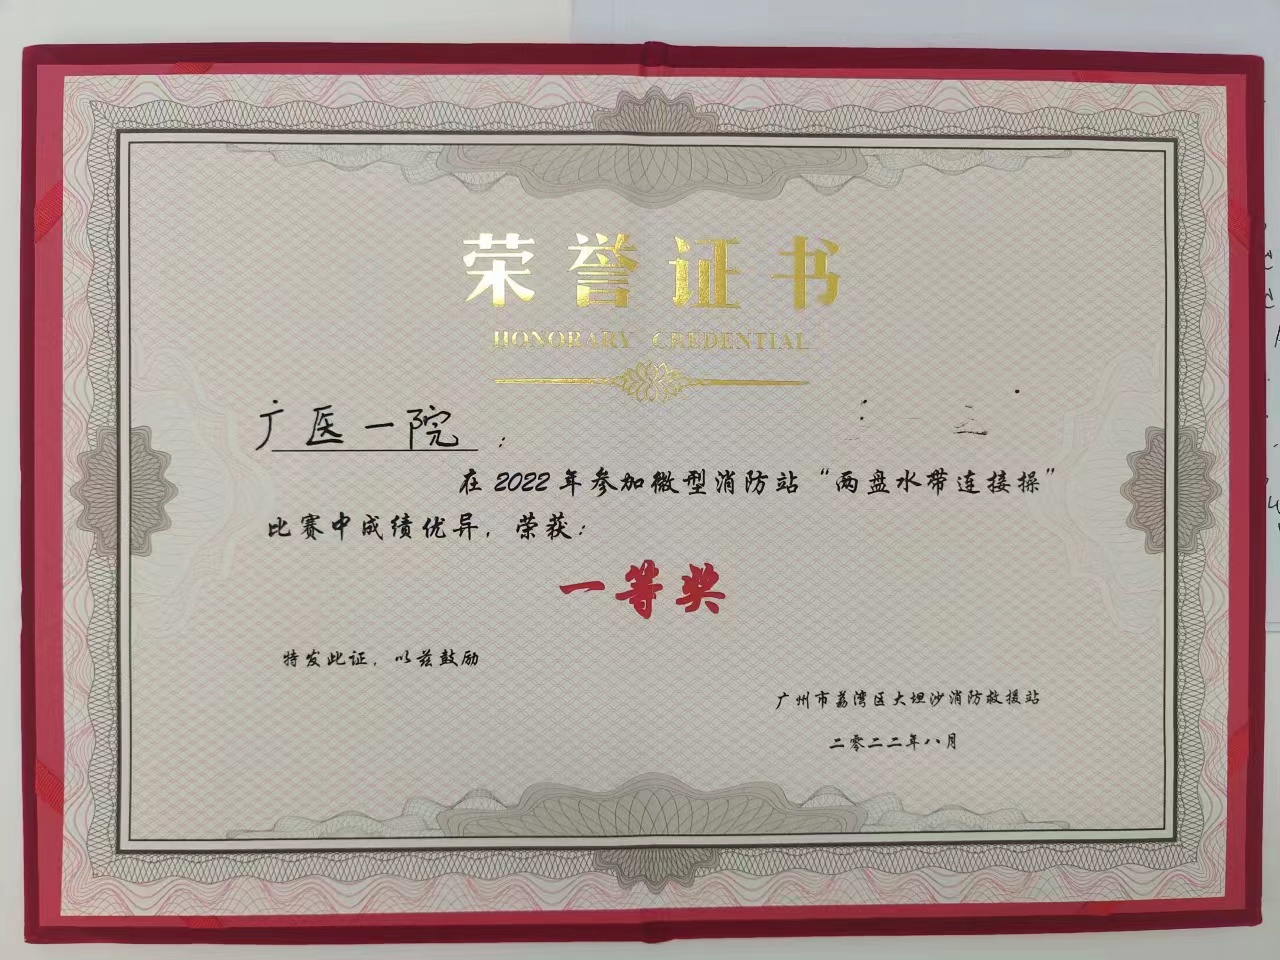 荣誉证书
HONORARY CREDENTIAL
广医一院：
在2022年参加微型消防站“两盘水带连接操”
比赛中成绩优异，荣获：
一等奖
特发此证，以兹鼓励
广州市荔湾区大坦沙消防救援站
二零二二年八月